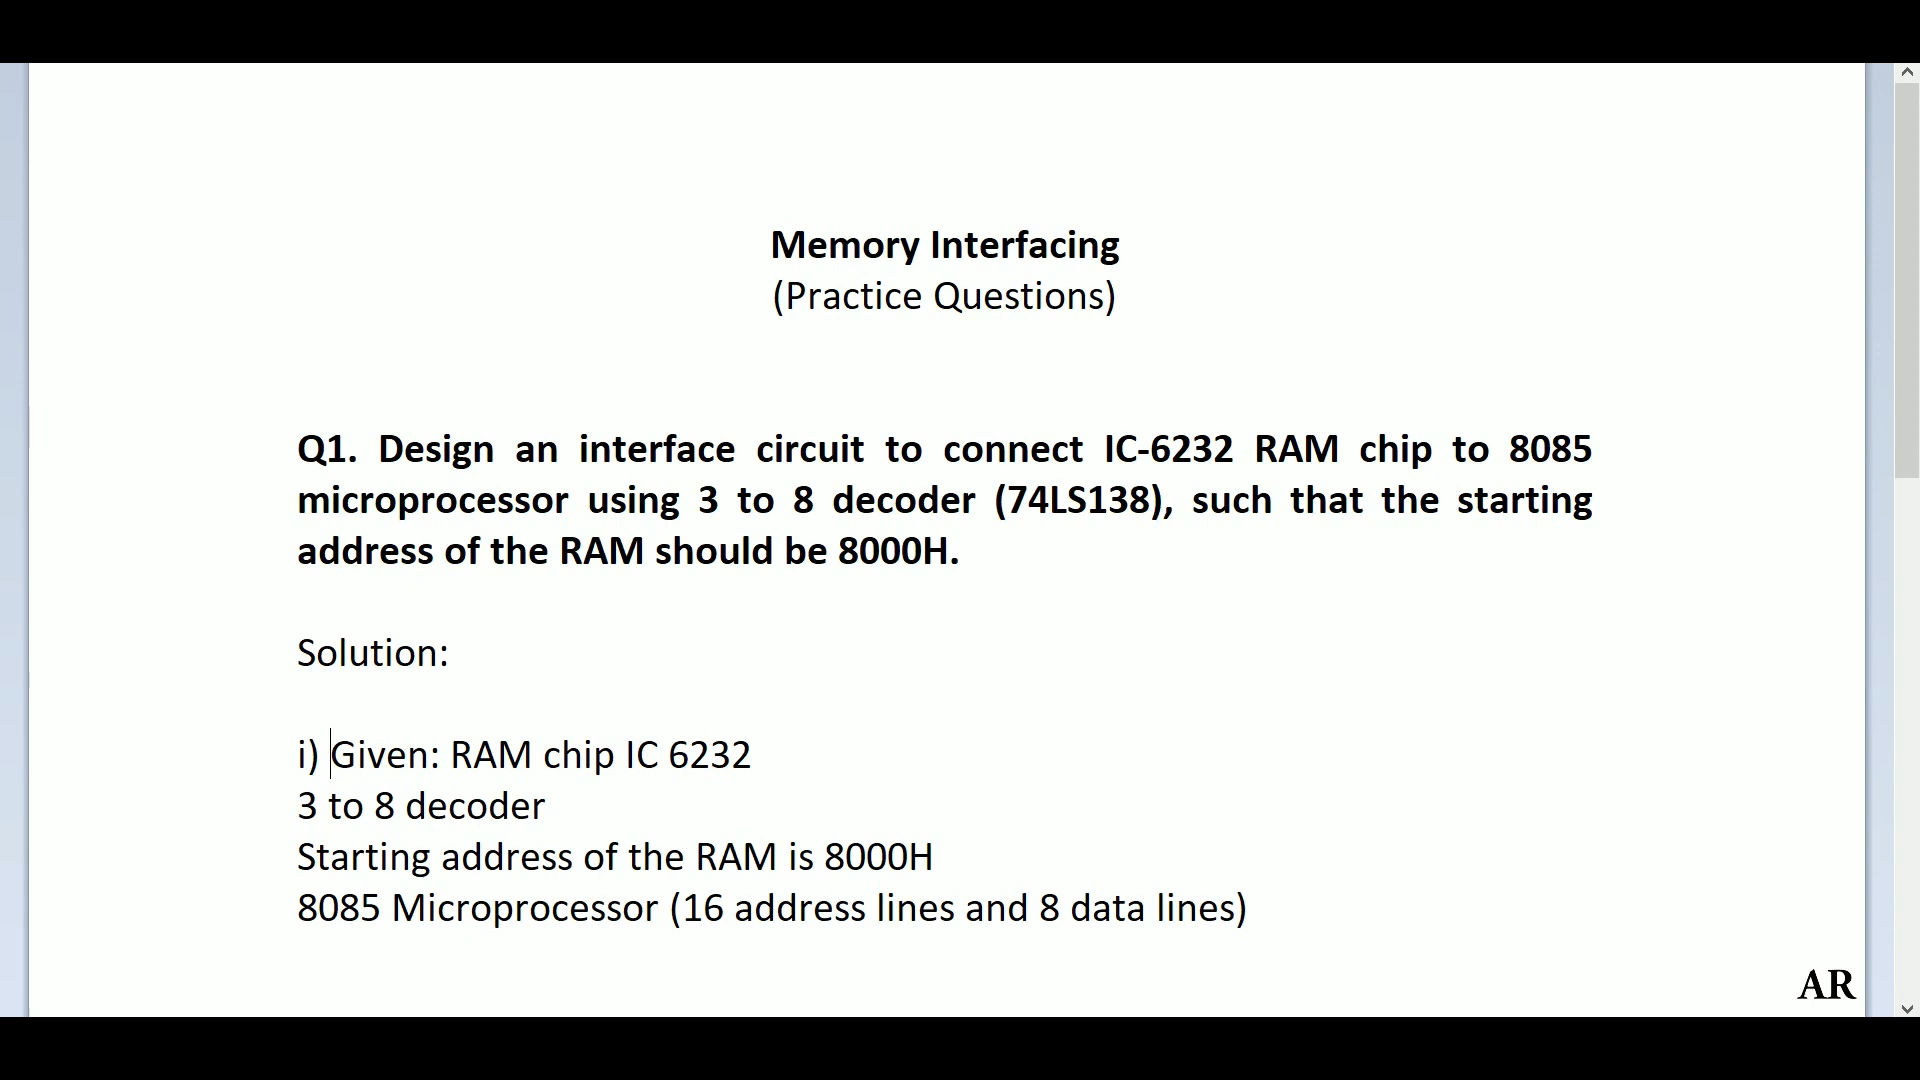 Memory Interfacing
(Practice Questions)
Q1. Design an interface circuit to connect IC-6232 RAM chip to 8085
microprocessor using 3 to 8 decoder (74LS138), such that the starting
address of the RAM should be 8000H.
Solution:
i) Given: RAM chip IC 6232
3 to 8 decoder
Starting address of the RAM is 8000H
8085 Microprocessor (16 address lines and 8 data lines)
AR